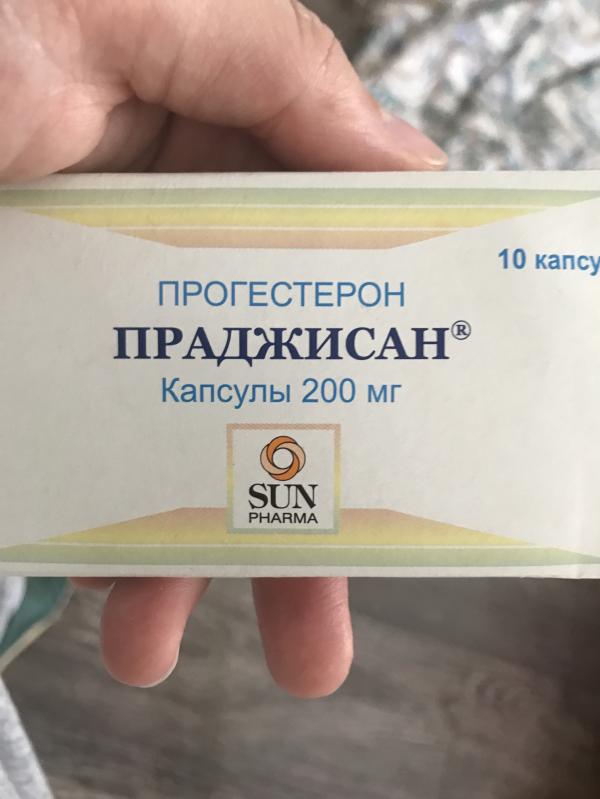 10 капсу
ПРОГЕСТЕРОН
ПРАДЖИСАН®
Капсулы 200 мг
SUN
PHARMA